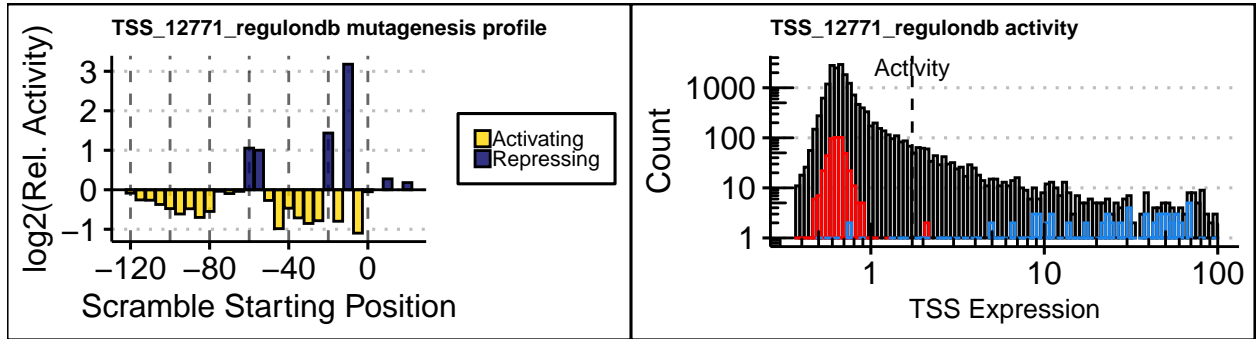 TSS_12771_regulondb mutagenesis profile
log2(Rel. Activity)
3
2
1
0
−1
−120
−80
−40
0
Scramble Starting Position
Activating
Repressing
TSS_12771_regulondb activity
Activity
Count
1000
100
10
1
1
10
100
TSS Expression